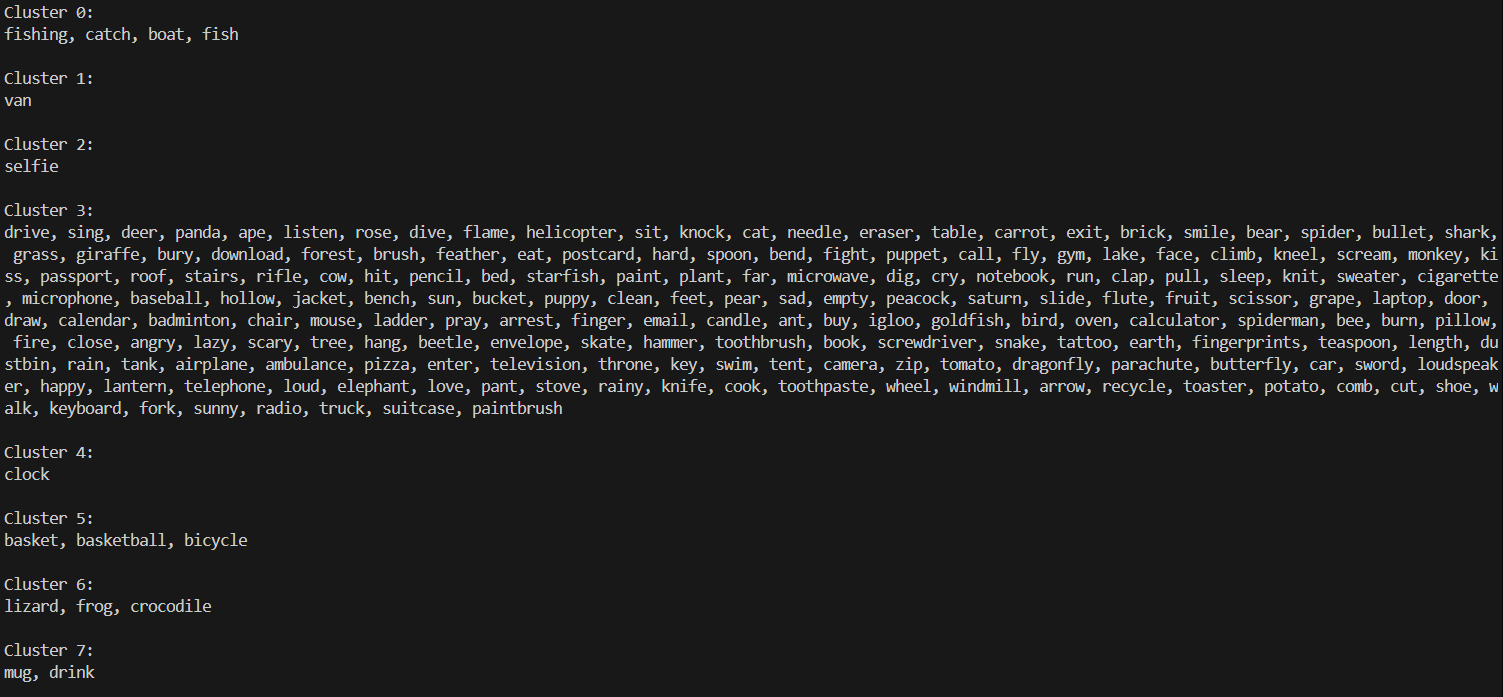 Cluster 0:
fishing, catch, boat, fish
Cluster 1:
van
Cluster 2:
selfie
Cluster 3:
drive, sing, deer, panda, ape, listen, rose, dive, flame, helicopter, sit, knock, cat, needle, eraser, table, carrot, exit, brick, smile, bear, spider, bullet, shark,
grass, giraffe, bury, download, forest, brush, feather, eat, postcard, hard, spoon, bend, fight, puppet, call, fly, gym, lake, face, climb, kneel, scream, monkey, ki
ss, passport, roof, stairs, rifle, cow, hit, pencil, bed, starfish, paint, plant, far, microwave, dig, cry, notebook, run, clap, pull, sleep, knit, sweater, cigarette
, microphone, baseball, hollow, jacket, bench, sun, bucket, puppy, clean, feet, pear, sad, empty, peacock, saturn, slide, flute, fruit, scissor, grape, laptop, door,
draw, calendar, badminton, chair, mouse, ladder, pray, arrest, finger, email, candle, ant, buy, igloo, goldfish, bird, oven, calculator, spiderman, bee, burn, pillow,
fire, close, angry, lazy, scary, tree, hang, beetle, envelope, skate, hammer, toothbrush, book, screwdriver, snake, tattoo, earth, fingerprints, teaspoon, length, du
stbin, rain, tank, airplane, ambulance, pizza, enter, television, throne, key, swim, tent, camera, zip, tomato, dragonfly, parachute, butterfly, car, sword, loudspeak
er, happy, lantern, telephone, loud, elephant, love, pant, stove, rainy, knife, cook, toothpaste, wheel, windmill, arrow, recycle, toaster, potato, comb, cut, shoe, w
alk, keyboard, fork, sunny, radio, truck, suitcase, paintbrush
Cluster 4:
clock
Cluster 5:
basket, basketball, bicycle
Cluster 6:
lizard, frog, crocodile
Cluster 7:
mug, drink